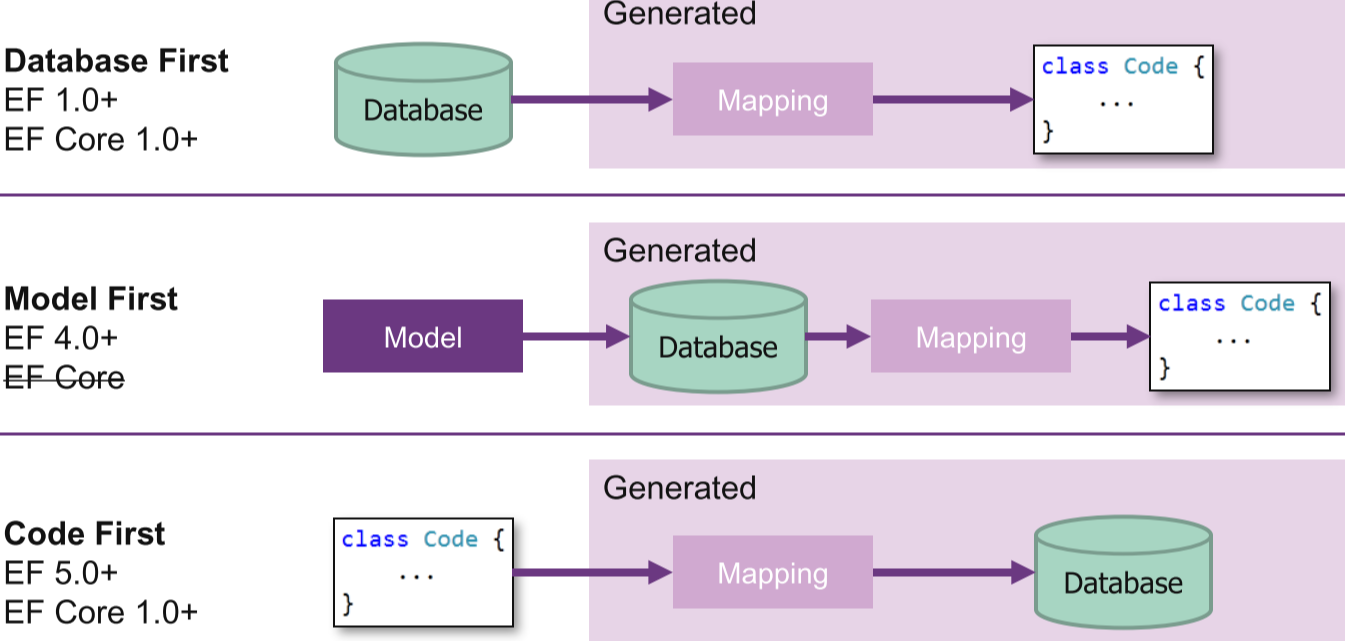 Generated
Database First
EF 1.0+
EF Core 1.0+
Database
Mapping
class Code {
...
}
Generated
Model First
EF 4.0+
EF Core
Model
Database
Mapping
class Code {
...
}
Generated
Code First
EF 5.0+
EF Core 1.0+
class Code {
...
}
Mapping
Database